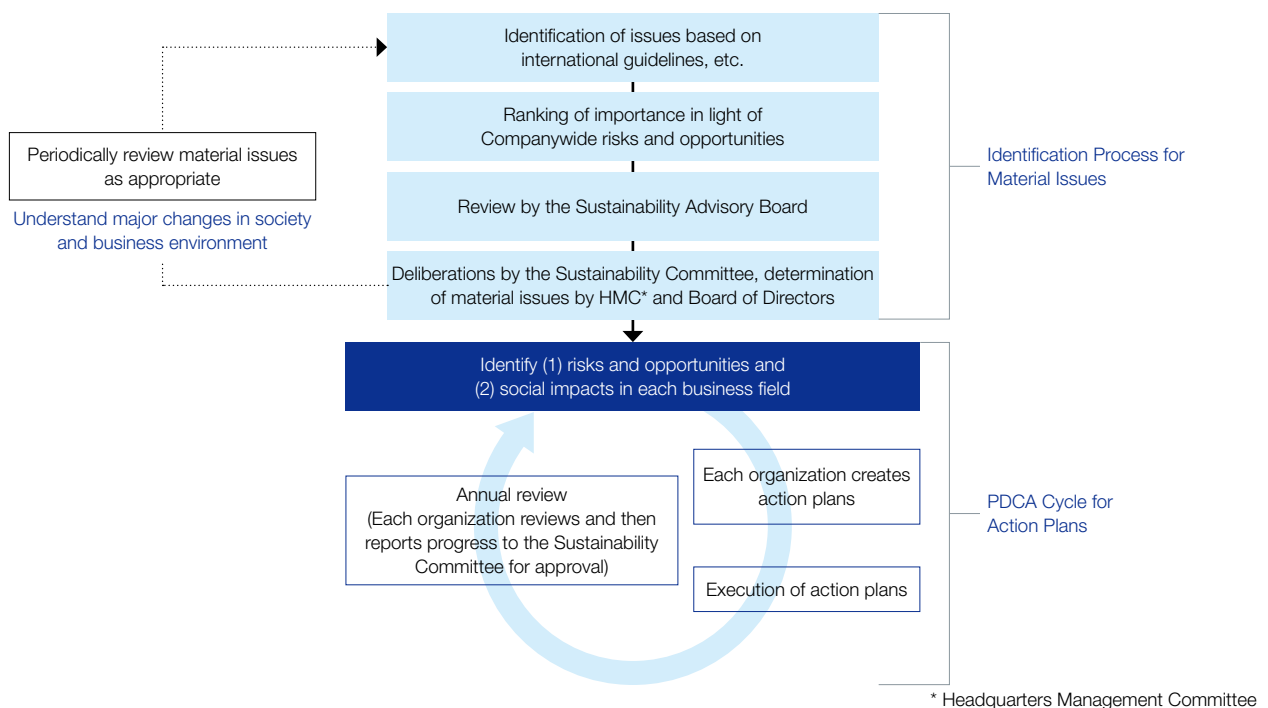 Identification of issues based on
international guidelines, etc.
Ranking of importance in light of
Companywide risks and opportunities
Periodically review material issues
as appropriate
Understand major changes in society
and business environment
Identification Process for
Material Issues
Review by the Sustainability Advisory Board
Deliberations by the Sustainability Committee, determination
of material issues by HMC* and Board of Directors
Identify (1) risks and opportunities and
(2) social impacts in each business field
Each organization creates
action plans
Annual review
(Each organization reviews and then
reports progress to the Sustainability
Committee for approval)
PDCA Cycle for
Action Plans
Execution of action plans
* Headquarters Management Committee